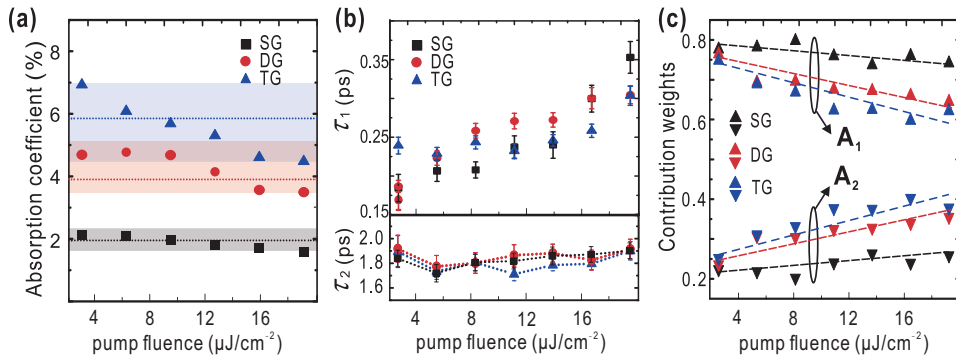 (a)
Absorption coefficient (%)
8
6
4
2
0
SG
DG
TG
4 8 12 16
pump fluence (μJ/cm⁻²)
(b)
τ₁ (ps)
0.35
0.25
0.15
SG
DG
TG
τ₂ (ps)
2.0
1.8
1.6
4 8 12 16
pump fluence (μJ/cm⁻²)
(c)
Contribution weights
0.8
0.6
0.4
0.2
SG
DG
TG
A₁
A₂
4 8 12 16
pump fluence (μJ/cm⁻²)